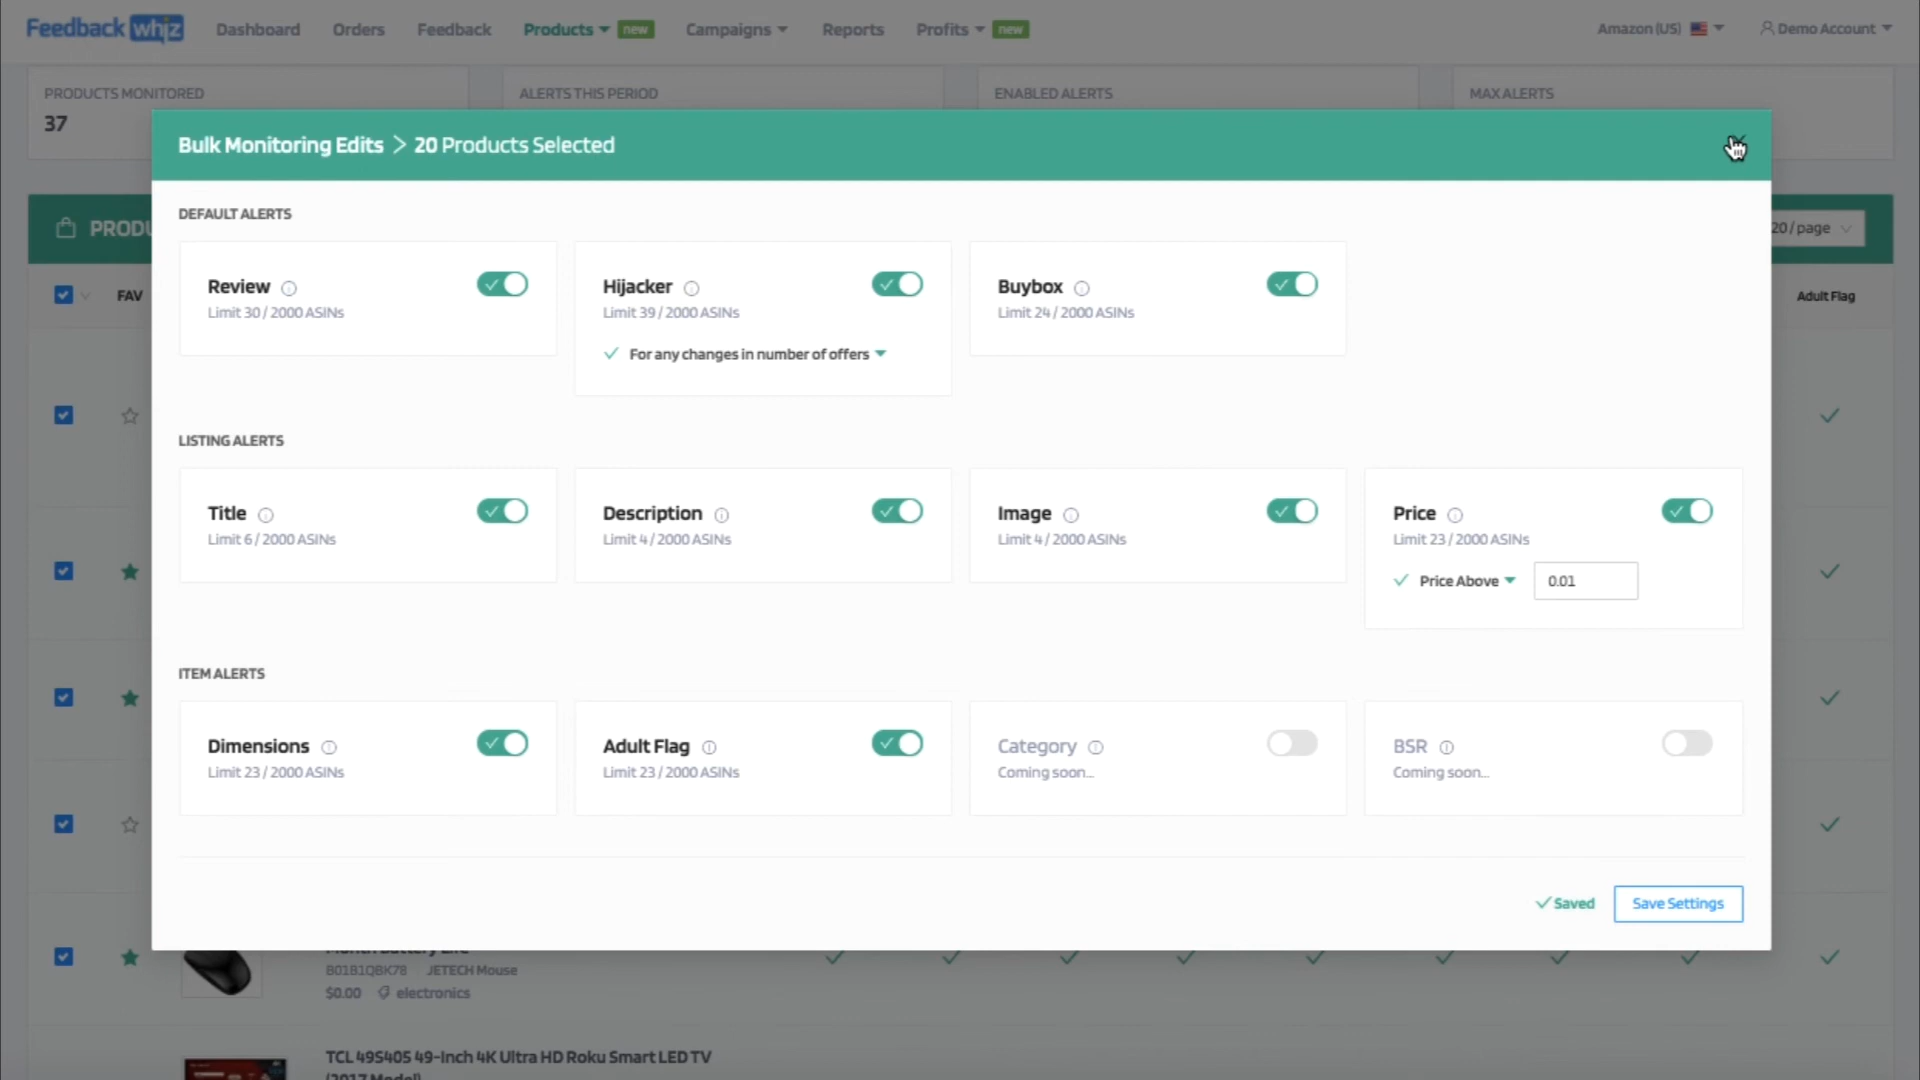 Feedback whiz Dashboard Orders Feedback Products new Campaigns Reports Profits new Amazon (US) Demo Account
PRODUCTS MONITORED ALERTS THIS PERIOD ENABLED ALERTS MAX ALERTS
37
Bulk Monitoring Edits > 20 Products Selected
20 / page
FAV
Adult Flag
DEFAULT ALERTS
Review
Limit 30 / 2000 ASINs
Hijacker
Limit 39 / 2000 ASINs
For any changes in number of offers
Buybox
Limit 24 / 2000 ASINs
LISTING ALERTS
Title
Limit 6 / 2000 ASINs
Description
Limit 4 / 2000 ASINs
Image
Limit 4 / 2000 ASINs
Price
Limit 23 / 2000 ASINs
Price Above 0.01
ITEM ALERTS
Dimensions
Limit 23 / 2000 ASINs
Adult Flag
Limit 23 / 2000 ASINs
Category
Coming soon...
BSR
Coming soon...
Saved Save Settings
B01B1QBK78 JETECH Mouse
$0.00 electronics
TCL 49S405 49-Inch 4K Ultra HD Roku Smart LED TV
(2017 Model)